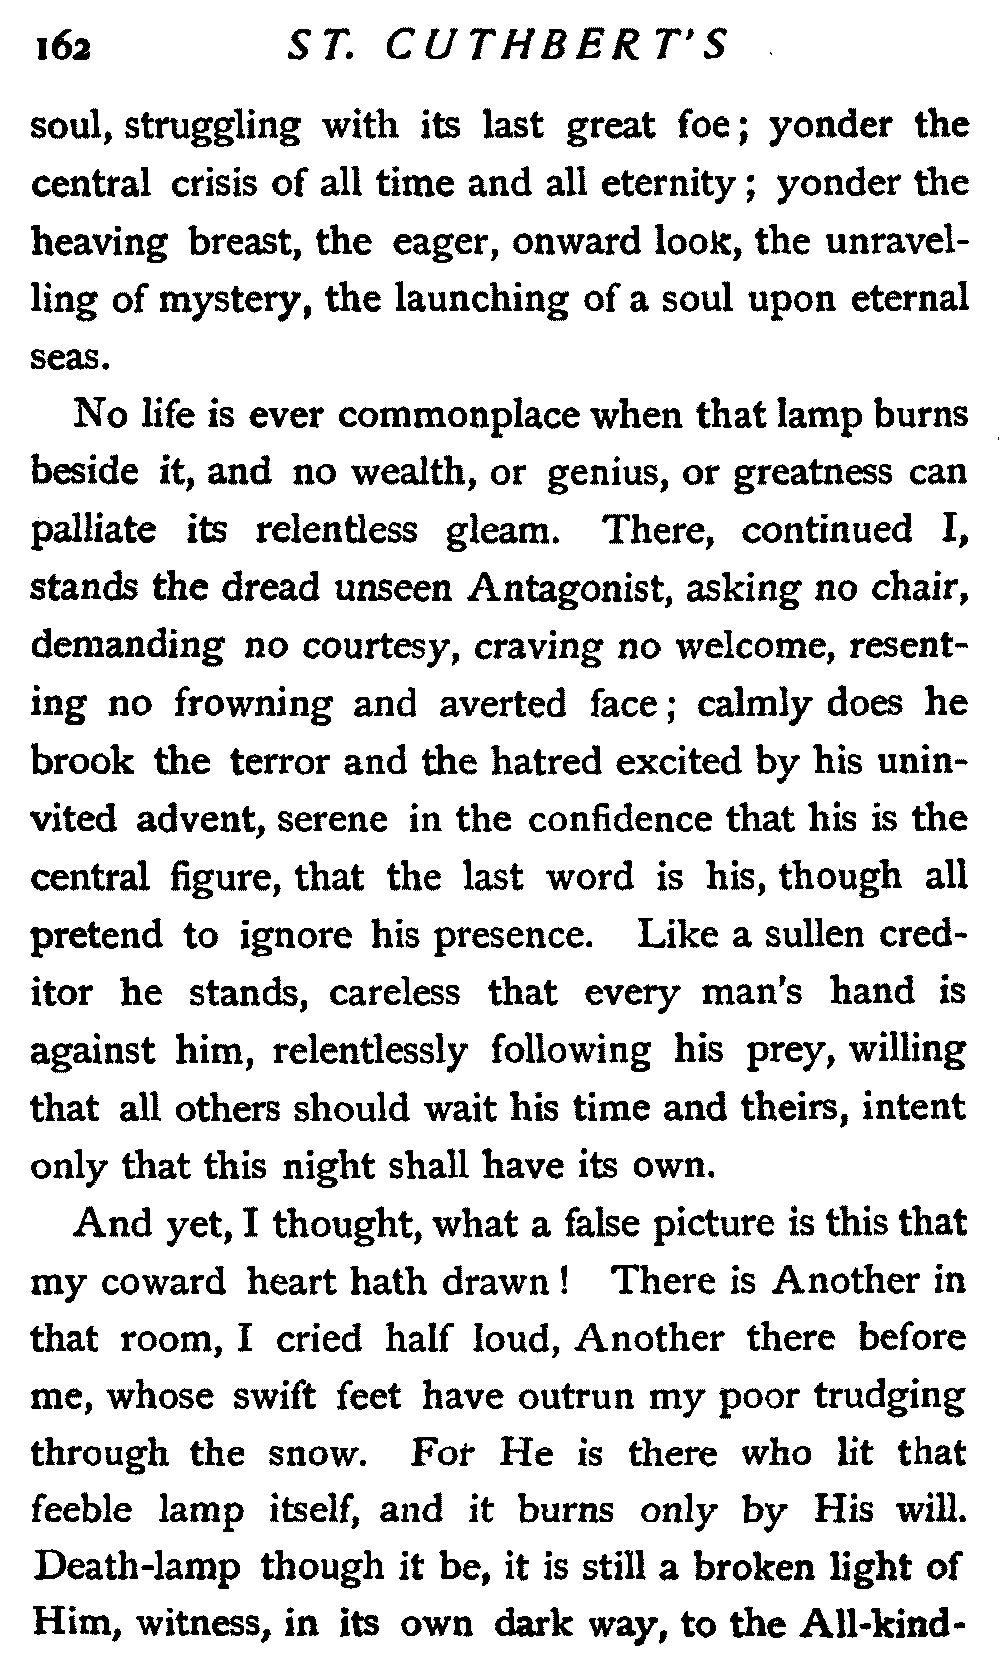 162 ST. CUTHBERT'S
soul, struggling with its last great foe; yonder the
central crisis of all time and all eternity; yonder the
heaving breast, the eager, onward look, the unravel-
ling of mystery, the launching of a soul upon eternal
seas.
No life is ever commonplace when that lamp burns
beside it, and no wealth, or genius, or greatness can
palliate its relentless gleam. There, continued I,
stands the dread unseen Antagonist, asking no chair,
demanding no courtesy, craving no welcome, resent-
ing no frowning and averted face; calmly does he
brook the terror and the hatred excited by his unin-
vited advent, serene in the confidence that his is the
central figure, that the last word is his, though all
pretend to ignore his presence. Like a sullen cred-
itor he stands, careless that every man's hand is
against him, relentlessly following his prey, willing
that all others should wait his time and theirs, intent
only that this night shall have its own.
And yet, I thought, what a false picture is this that
my coward heart hath drawn! There is Another in
that room, I cried half loud, Another there before
me, whose swift feet have outrun my poor trudging
through the snow. For He is there who lit that
feeble lamp itself, and it burns only by His will.
Death-lamp though it be, it is still a broken light of
Him, witness, in its own dark way, to the All-kind-